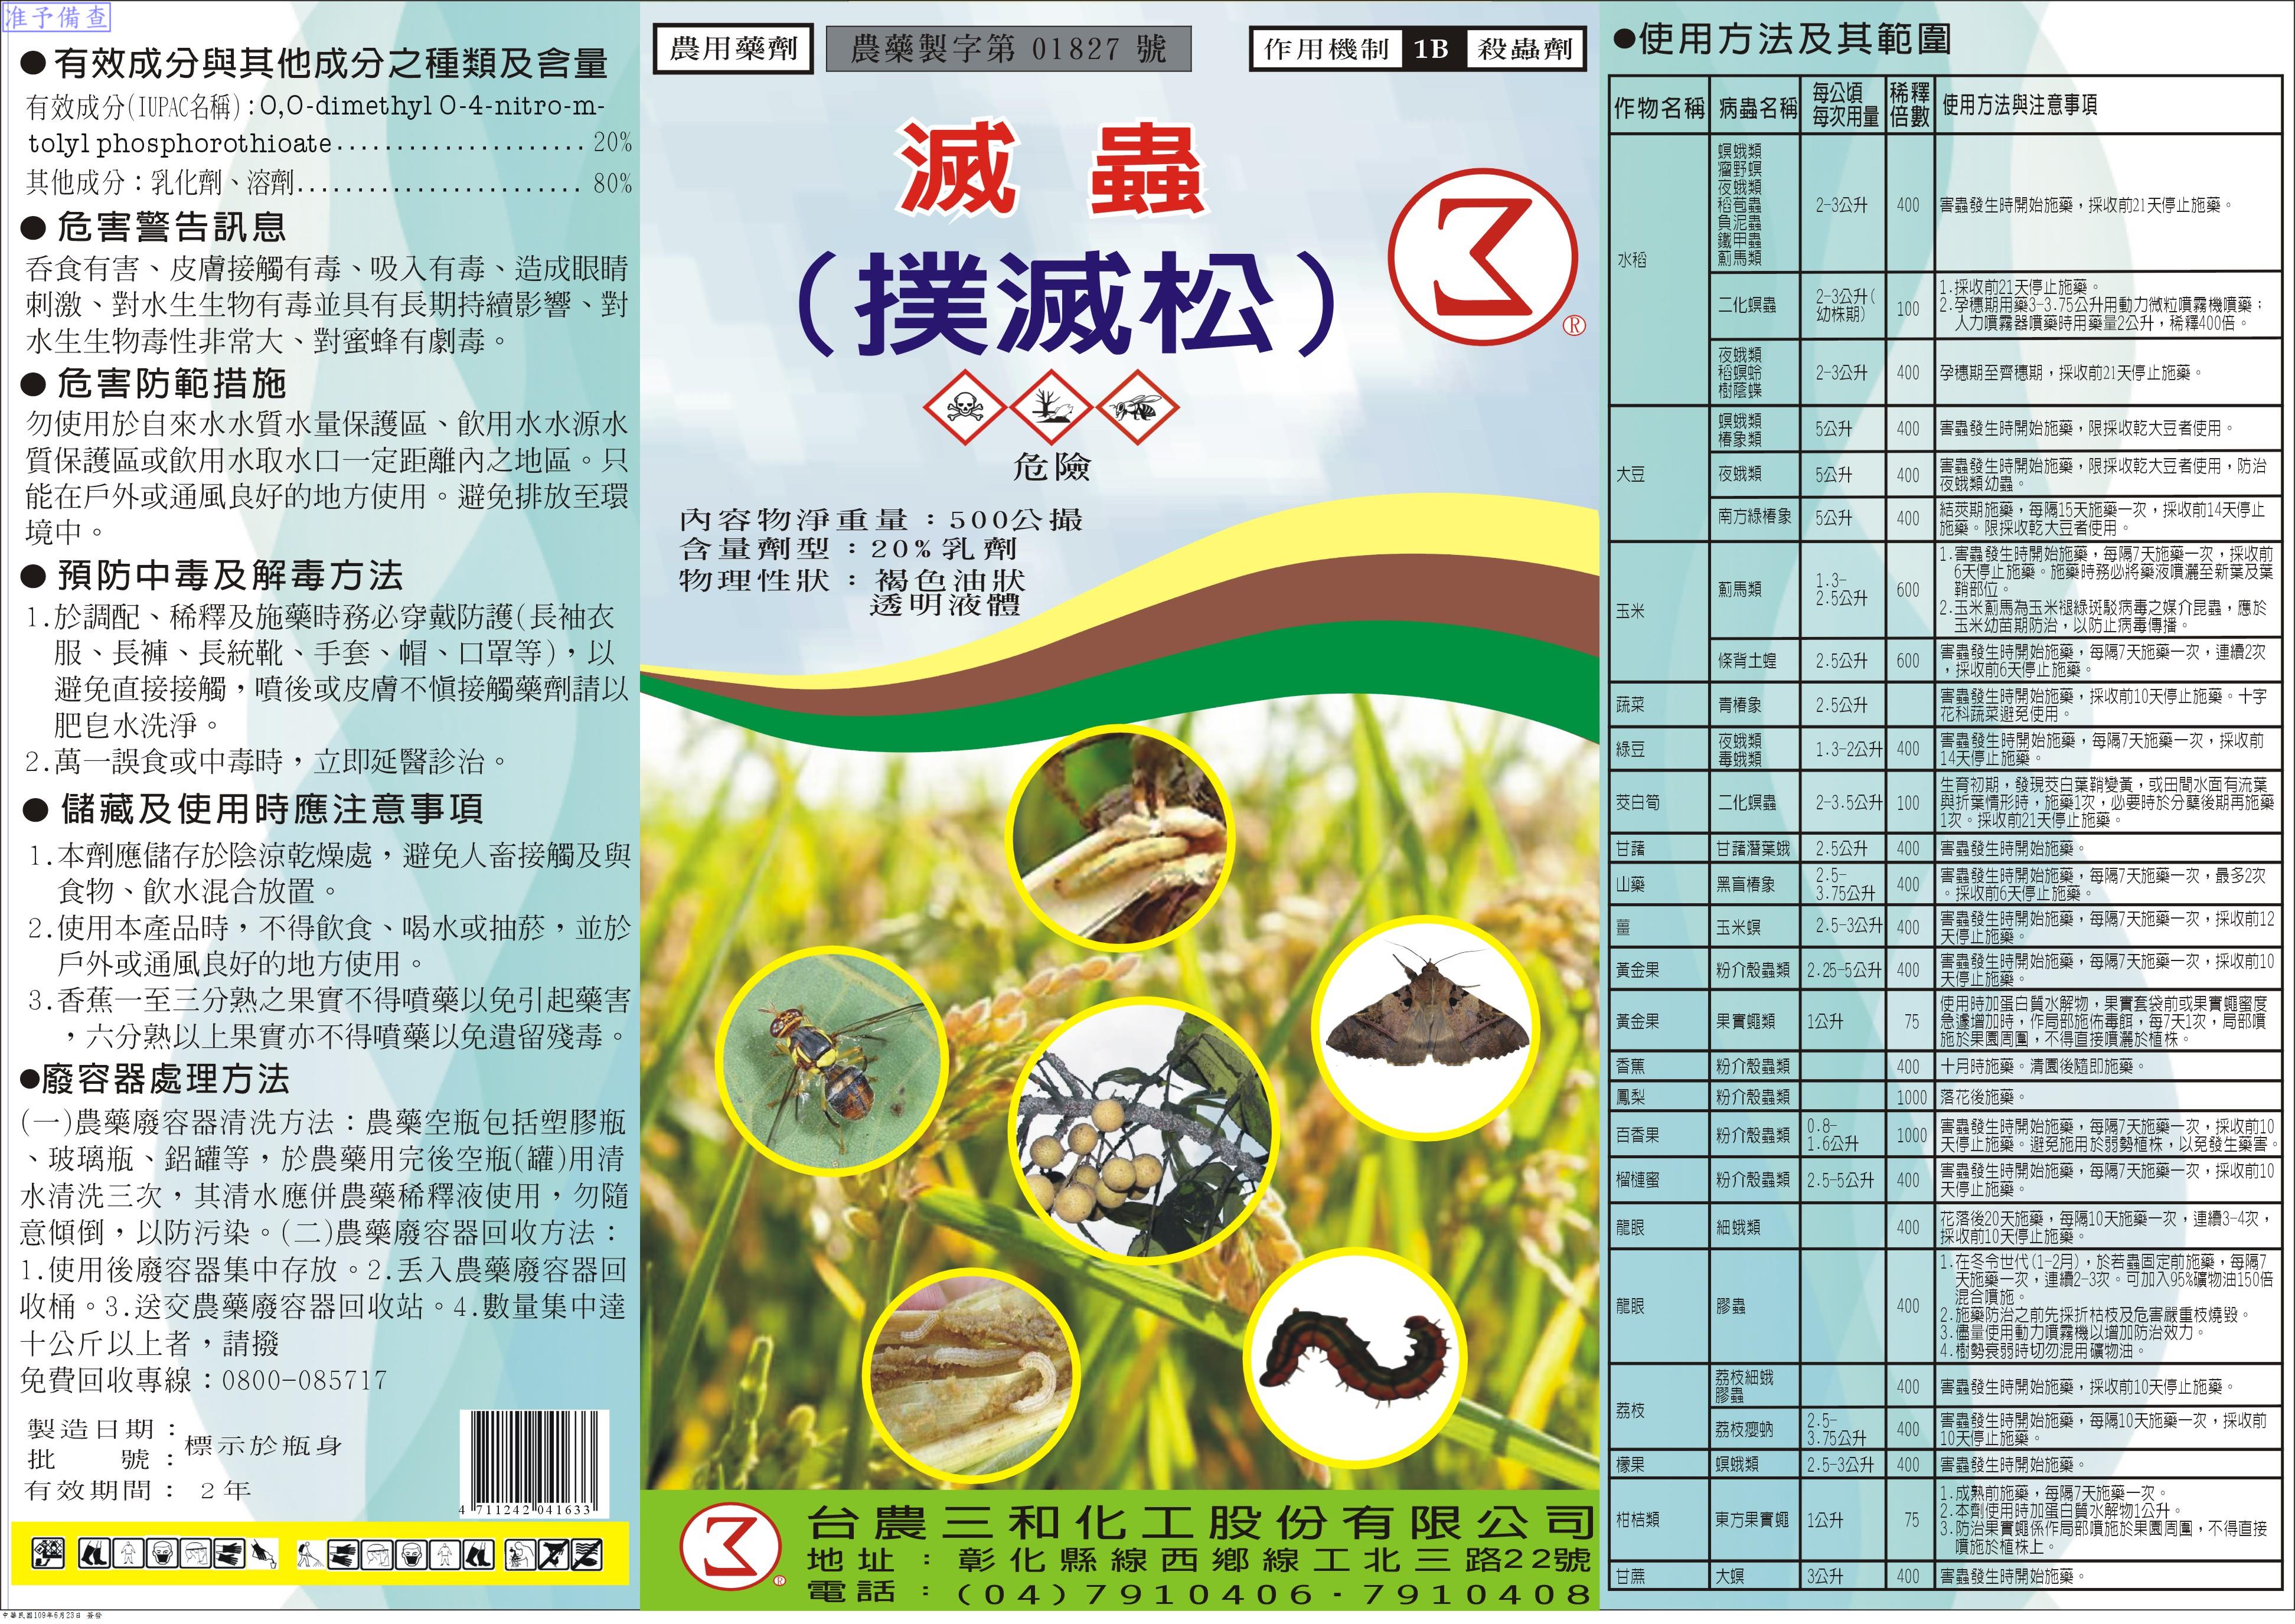 准予備查
● 有效成分與其他成分之種類及含量
有效成分(IUPAC名稱):O,O-dimethyl O-4-nitro-m-
tolyl phosphorothioate..................... 20%
其他成分：乳化劑、溶劑........................ 80%
● 危害警告訊息
吞食有害、皮膚接觸有毒、吸入有毒、造成眼睛
刺激、對水生生物有毒並具有長期持續影響、對
水生生物毒性非常大、對蜜蜂有劇毒。
● 危害防範措施
勿使用於自來水水質水量保護區、飲用水水源水
質保護區或飲用水取水口一定距離內之地區。只
能在戶外或通風良好的地方使用。避免排放至環
境中。
● 預防中毒及解毒方法
1.於調配、稀釋及施藥時務必穿戴防護(長袖衣
服、長褲、長統靴、手套、帽、口罩等)，以
避免直接接觸，噴後或皮膚不慎接觸藥劑請以
肥皂水洗淨。
2.萬一誤食或中毒時，立即延醫診治。
● 儲藏及使用時應注意事項
1.本劑應儲存於陰涼乾燥處，避免人畜接觸及與
食物、飲水混合放置。
2.使用本產品時，不得飲食、喝水或抽菸，並於
戶外或通風良好的地方使用。
3.香蕉一至三分熟之果實不得噴藥以免引起藥害
，六分熟以上果實亦不得噴藥以免遺留殘毒。
●廢容器處理方法
(一)農藥廢容器清洗方法：農藥空瓶包括塑膠瓶
、玻璃瓶、鋁罐等，於農藥用完後空瓶(罐)用清
水清洗三次，其清水應併農藥稀釋液使用，勿隨
意傾倒，以防污染。(二)農藥廢容器回收方法：
1.使用後廢容器集中存放。2.丟入農藥廢容器回
收桶。3.送交農藥廢容器回收站。4.數量集中達
十公斤以上者，請撥
免費回收專線：0800-085717
製造日期：
批　　號：
標示於瓶身
有效期間： 2年
4 711242 041633
中華民國109年6月23日 簽發
農用藥劑
農藥製字第 01827 號
作用機制 1B 殺蟲劑
滅 蟲
(撲滅松)
®
危險
內容物淨重量：500公撮
含量劑型：20%乳劑
物理性狀： 褐色油狀
透明液體
®
台農三和化工股份有限公司
地址：彰化縣線西鄉線工北三路22號
電話：(04)7910406-7910408
●使用方法及其範圍
作物名稱 病蟲名稱 每公頃每次用量 稀釋倍數 使用方法與注意事項
水稻
螟蛾類
瘤野螟
夜蛾類
稻苞蟲
負泥蟲
鐵甲蟲
薊馬類
2-3公升 400 害蟲發生時開始施藥，採收前21天停止施藥。
二化螟蟲 2-3公升(幼株期) 100
1.採收前21天停止施藥。
2.孕穗期用藥3-3.75公升用動力微粒噴霧機噴藥；
人力噴霧器噴藥時用藥量2公升，稀釋400倍。
夜蛾類
稻螟蛉
樹蔭蝶
2-3公升 400 孕穗期至齊穗期，採收前21天停止施藥。
大豆
螟蛾類
椿象類
5公升 400 害蟲發生時開始施藥，限採收乾大豆者使用。
夜蛾類 5公升 400 害蟲發生時開始施藥，限採收乾大豆者使用，防治
夜蛾類幼蟲。
南方綠椿象 5公升 400 結莢期施藥，每隔15天施藥一次，採收前14天停止
施藥。限採收乾大豆者使用。
玉米
薊馬類 1.3-2.5公升 600
1.害蟲發生時開始施藥，每隔7天施藥一次，採收前
6天停止施藥。施藥時務必將藥液噴灑至新葉及葉
鞘部位。
2.玉米薊馬為玉米褪綠斑駁病毒之媒介昆蟲，應於
玉米幼苗期防治，以防止病毒傳播。
條背土蝗 2.5公升 600 害蟲發生時開始施藥，每隔7天施藥一次，連續2次
，採收前6天停止施藥。
蔬菜 青椿象 2.5公升 害蟲發生時開始施藥，採收前10天停止施藥。十字
花科蔬菜避免使用。
綠豆
夜蛾類
毒蛾類
1.3-2公升 400 害蟲發生時開始施藥，每隔7天施藥一次，採收前
14天停止施藥。
茭白筍 二化螟蟲 2-3.5公升 100
生育初期，發現茭白葉鞘變黃，或田間水面有流葉
與折葉情形時，施藥1次，必要時於分蘗後期再施藥
1次。採收前21天停止施藥。
甘藷 甘藷潛葉蛾 2.5公升 400 害蟲發生時開始施藥。
山藥 黑盲椿象 2.5-3.75公升 400 害蟲發生時開始施藥，每隔7天施藥一次，最多2次
。採收前6天停止施藥。
薑 玉米螟 2.5-3公升 400 害蟲發生時開始施藥，每隔7天施藥一次，採收前12
天停止施藥。
黃金果 粉介殼蟲類 2.25-5公升 400 害蟲發生時開始施藥，每隔7天施藥一次，採收前10
天停止施藥。
黃金果 果實蠅類 1公升 75
使用時加蛋白質水解物，果實套袋前或果實蠅蜜度
急遽增加時，作局部施佈毒餌，每7天1次，局部噴
施於果園周圍，不得直接噴灑於植株。
香蕉 粉介殼蟲類 400 十月時施藥。清園後隨即施藥。
鳳梨 粉介殼蟲類 1000 落花後施藥。
百香果 粉介殼蟲類 0.8-1.6公升 1000 害蟲發生時開始施藥，每隔7天施藥一次，採收前10
天停止施藥。避免施用於弱勢植株，以免發生藥害。
榴槤蜜 粉介殼蟲類 2.5-5公升 400 害蟲發生時開始施藥，每隔7天施藥一次，採收前10
天停止施藥。
龍眼 細蛾類 400 花落後20天施藥，每隔10天施藥一次，連續3-4次，
採收前10天停止施藥。
龍眼 膠蟲 400
1.在冬令世代(1-2月)，於若蟲固定前施藥，每隔7
天施藥一次，連續2-3次。可加入95%礦物油150倍
混合噴施。
2.施藥防治之前先採折枯枝及危害嚴重枝燒毀。
3.儘量使用動力噴霧機以增加防治效力。
4.樹勢衰弱時切勿混用礦物油。
荔枝
荔枝細蛾
膠蟲
400 害蟲發生時開始施藥，採收前10天停止施藥。
荔枝癭蚋 2.5-3.75公升 400 害蟲發生時開始施藥，每隔10天施藥一次，採收前
10天停止施藥。
檬果 螟蛾類 2.5-3公升 400 害蟲發生時開始施藥。
柑桔類 東方果實蠅 1公升 75
1.成熟前施藥，每隔7天施藥一次。
2.本劑使用時加蛋白質水解物1公升。
3.防治果實蠅係作局部噴施於果園周圍，不得直接
噴施於植株上。
甘蔗 大螟 3公升 400 害蟲發生時開始施藥。